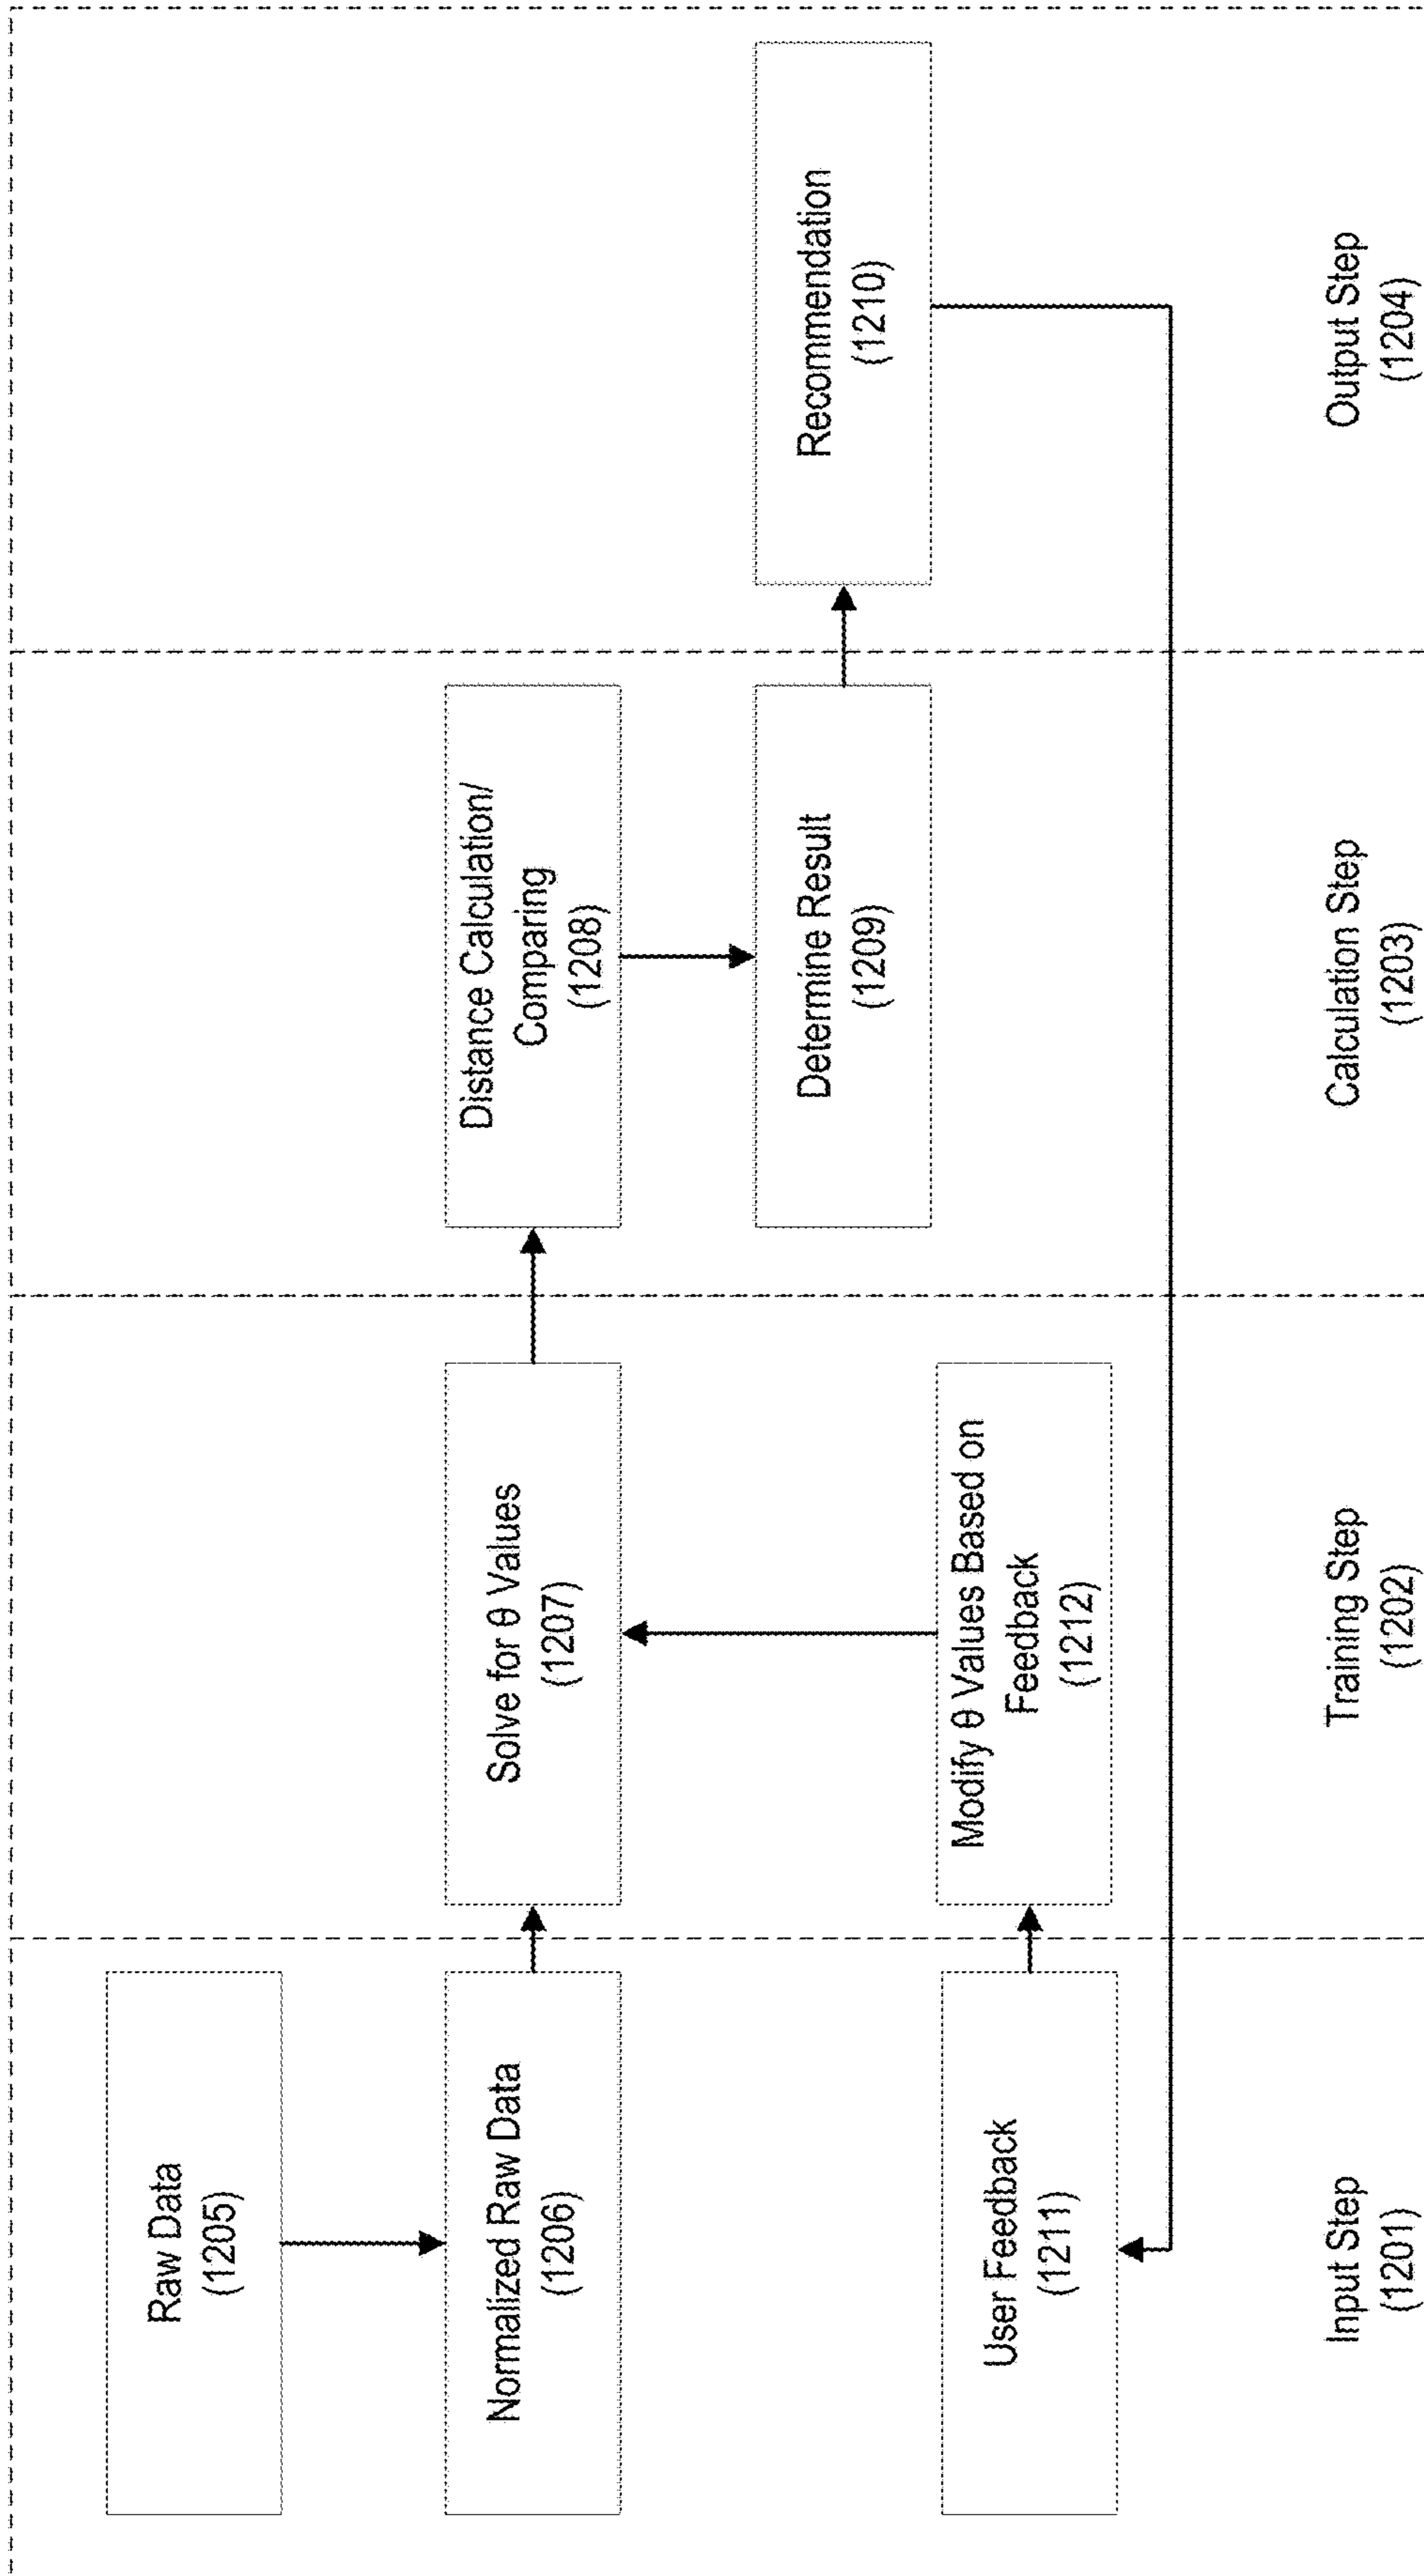 Raw Data
(1205)
Normalized Raw Data
(1206)
User Feedback
(1211)
Input Step
(1201)
Solve for θ Values
(1207)
Modify θ Values Based on
Feedback
(1212)
Training Step
(1202)
Distance Calculation/
Comparing
(1208)
Determine Result
(1209)
Calculation Step
(1203)
Recommendation
(1210)
Output Step
(1204)